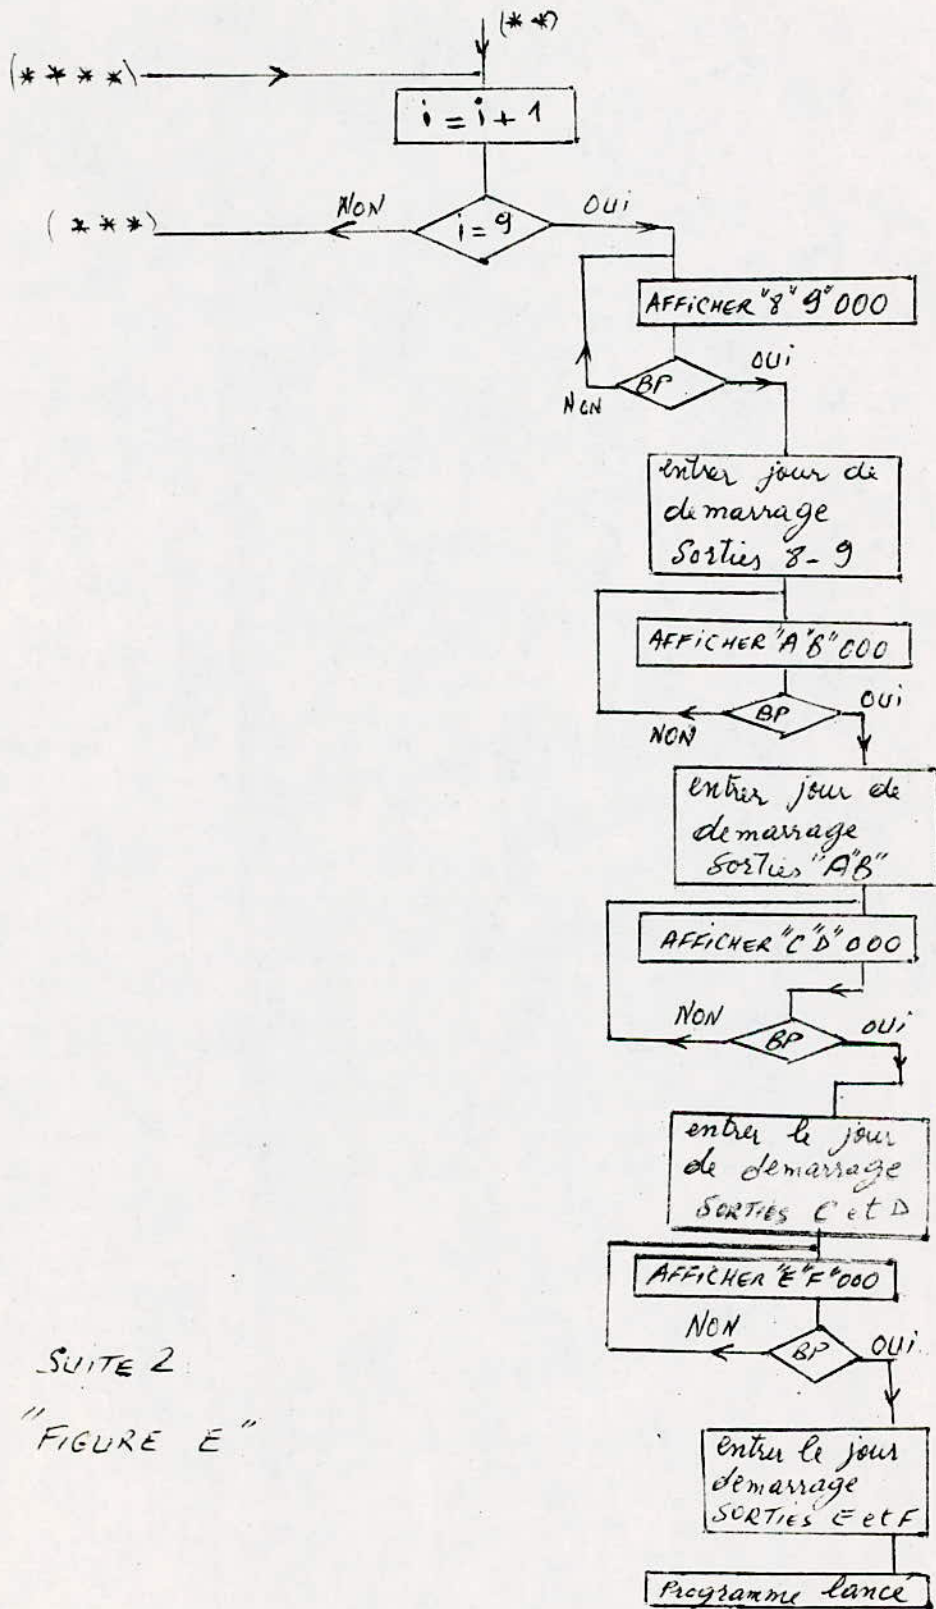 (* *)
(* * * *)
i = i + 1
NON
OUi
(* * *)
i = 9
AFFiCHER "8" 9" 000
OUi
BP
NON
entrer jour de
demarrage
Sorties 8-9
AFFiCHER "A"B" 000
OUi
BP
NON
entrer jour de
demarrage
Sorties "A"B"
AFFiCHER "C"D" 000
NON
OUi
BP
entrer le jour
de demarrage
SORTiES C et D
AFFiCHER "E"F" 000
NON
OUi
BP
SUiTE 2
"FiGURE E"
entrer le jour
demarrage
SORTiES E et F
Programme lancé